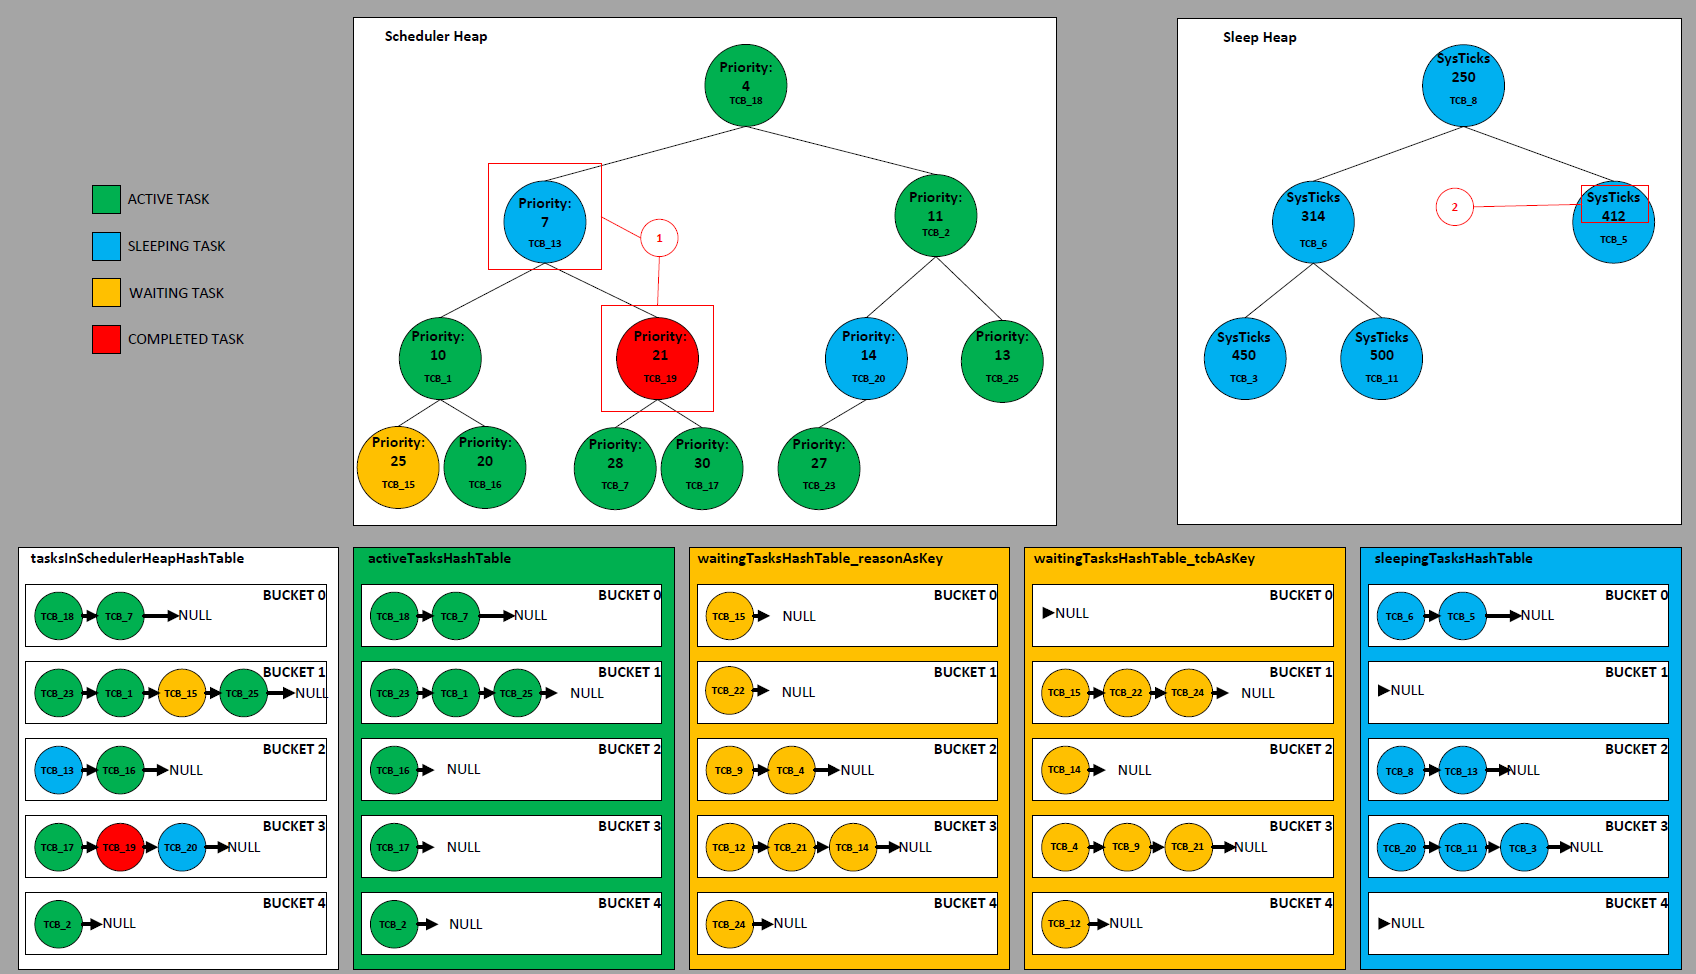 Scheduler Heap
Priority:
4
TCB_18
Priority:
7
TCB_13
Priority:
11
TCB_2
1
Priority:
10
TCB_1
Priority:
21
TCB_19
Priority:
14
TCB_20
Priority:
13
TCB_25
Priority:
25
TCB_15
Priority:
20
TCB_16
Priority:
28
TCB_7
Priority:
30
TCB_17
Priority:
27
TCB_23
Sleep Heap
SysTicks
250
TCB_8
SysTicks
314
TCB_6
2
SysTicks
412
TCB_5
SysTicks
450
TCB_3
SysTicks
500
TCB_11
ACTIVE TASK
SLEEPING TASK
WAITING TASK
COMPLETED TASK
tasksInSchedulerHeapHashTable
BUCKET 0
TCB_18 TCB_7 NULL
BUCKET 1
TCB_23 TCB_1 TCB_15 TCB_25 NULL
BUCKET 2
TCB_13 TCB_16 NULL
BUCKET 3
TCB_17 TCB_19 TCB_20 NULL
BUCKET 4
TCB_2 NULL
activeTasksHashTable
BUCKET 0
TCB_18 TCB_7 NULL
BUCKET 1
TCB_23 TCB_1 TCB_25 NULL
BUCKET 2
TCB_16 NULL
BUCKET 3
TCB_17 NULL
BUCKET 4
TCB_2 NULL
waitingTasksHashTable_reasonAsKey
BUCKET 0
TCB_15 NULL
BUCKET 1
TCB_22 NULL
BUCKET 2
TCB_9 TCB_4 NULL
BUCKET 3
TCB_12 TCB_21 TCB_14 NULL
BUCKET 4
TCB_24 NULL
waitingTasksHashTable_tcbAsKey
BUCKET 0
NULL
BUCKET 1
TCB_15 TCB_22 TCB_24 NULL
BUCKET 2
TCB_14 NULL
BUCKET 3
TCB_4 TCB_9 TCB_21 NULL
BUCKET 4
TCB_12 NULL
sleepingTasksHashTable
BUCKET 0
TCB_6 TCB_5 NULL
BUCKET 1
NULL
BUCKET 2
TCB_8 TCB_13 NULL
BUCKET 3
TCB_20 TCB_11 TCB_3 NULL
BUCKET 4
NULL